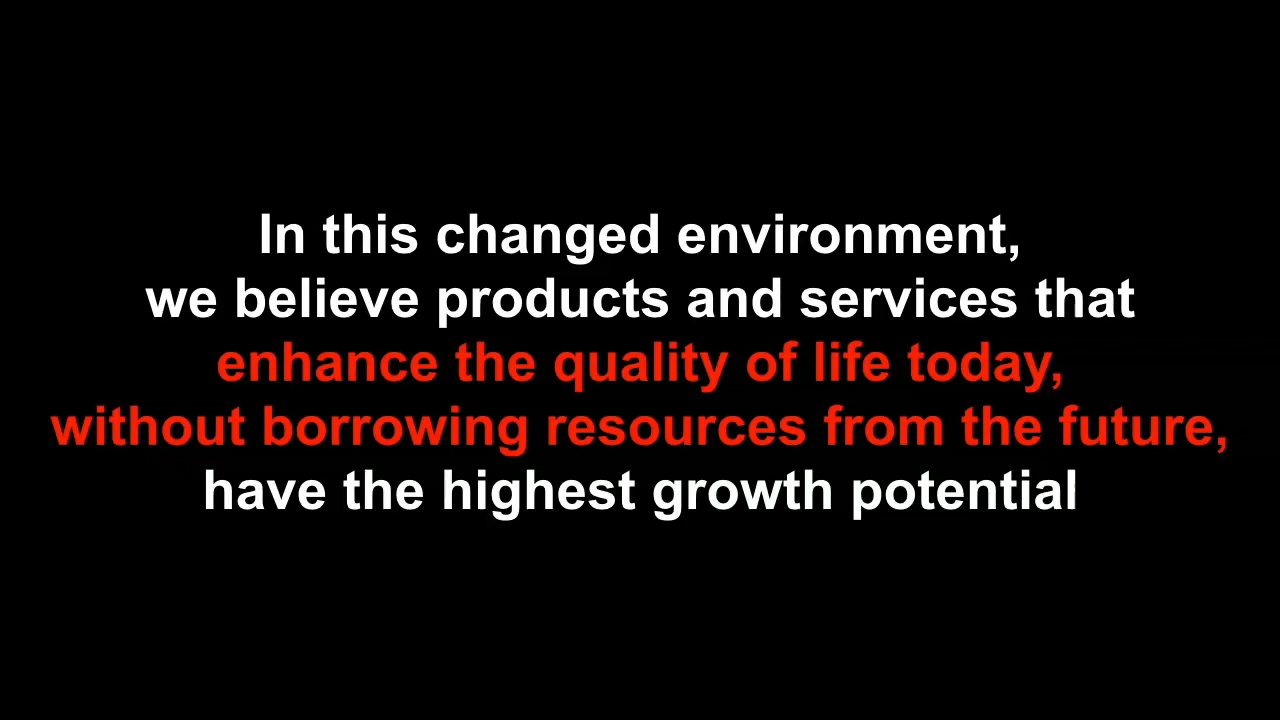 In this changed environment,
we believe products and services that
enhance the quality of life today,
without borrowing resources from the future,
have the highest growth potential